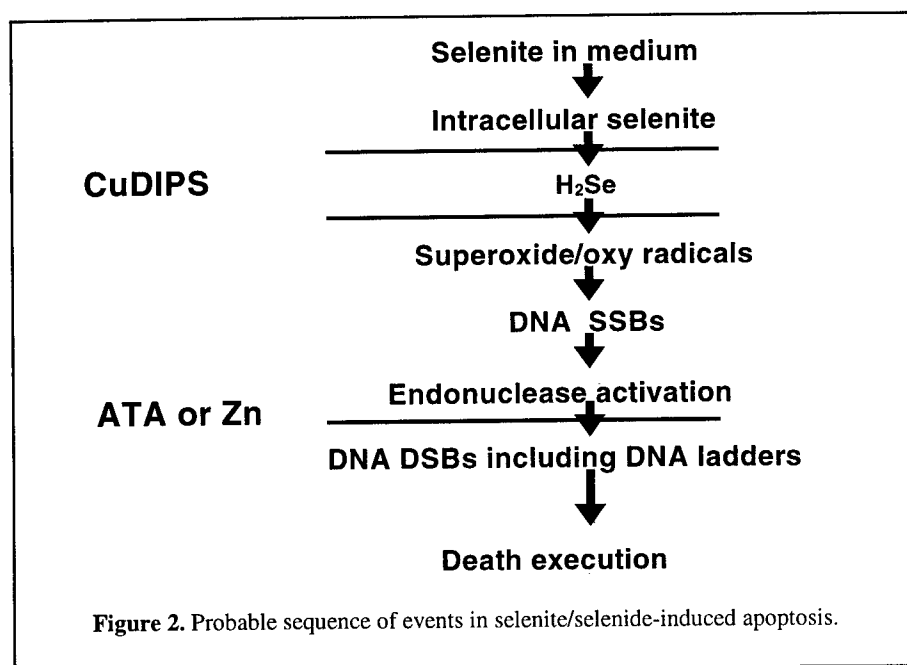 Selenite in medium
Intracellular selenite
CuDIPS
H₂Se
Superoxide/oxy radicals
DNA SSBs
Endonuclease activation
ATA or Zn
DNA DSBs including DNA ladders
Death execution
Figure 2. Probable sequence of events in selenite/selenide-induced apoptosis.